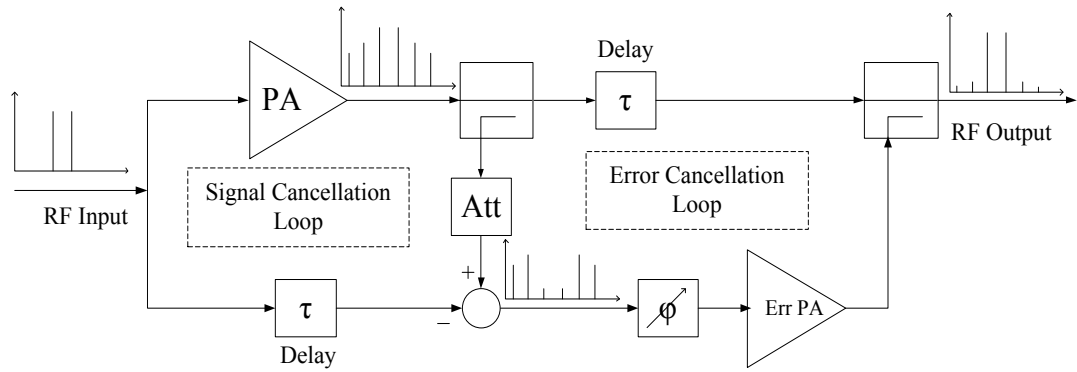 Delay
PA
τ
RF Output
Signal Cancellation
Loop
Error Cancellation
Loop
RF Input
Att
+
−
τ
φ
Err PA
Delay